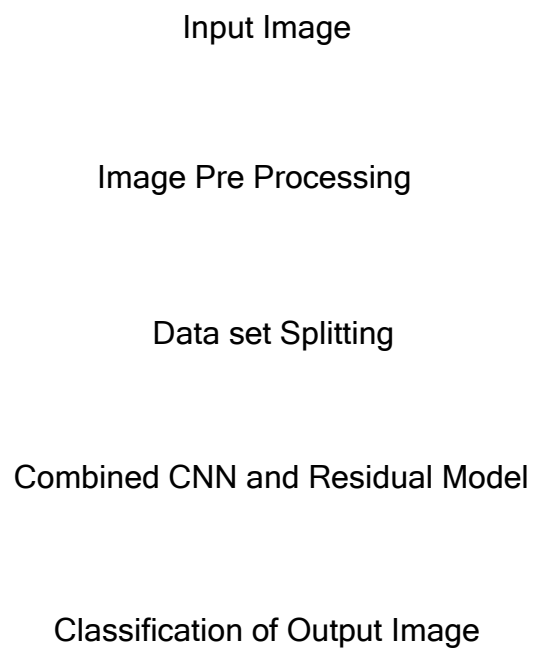 Input Image
Image Pre Processing
Data set Splitting
Combined CNN and Residual Model
Classification of Output Image